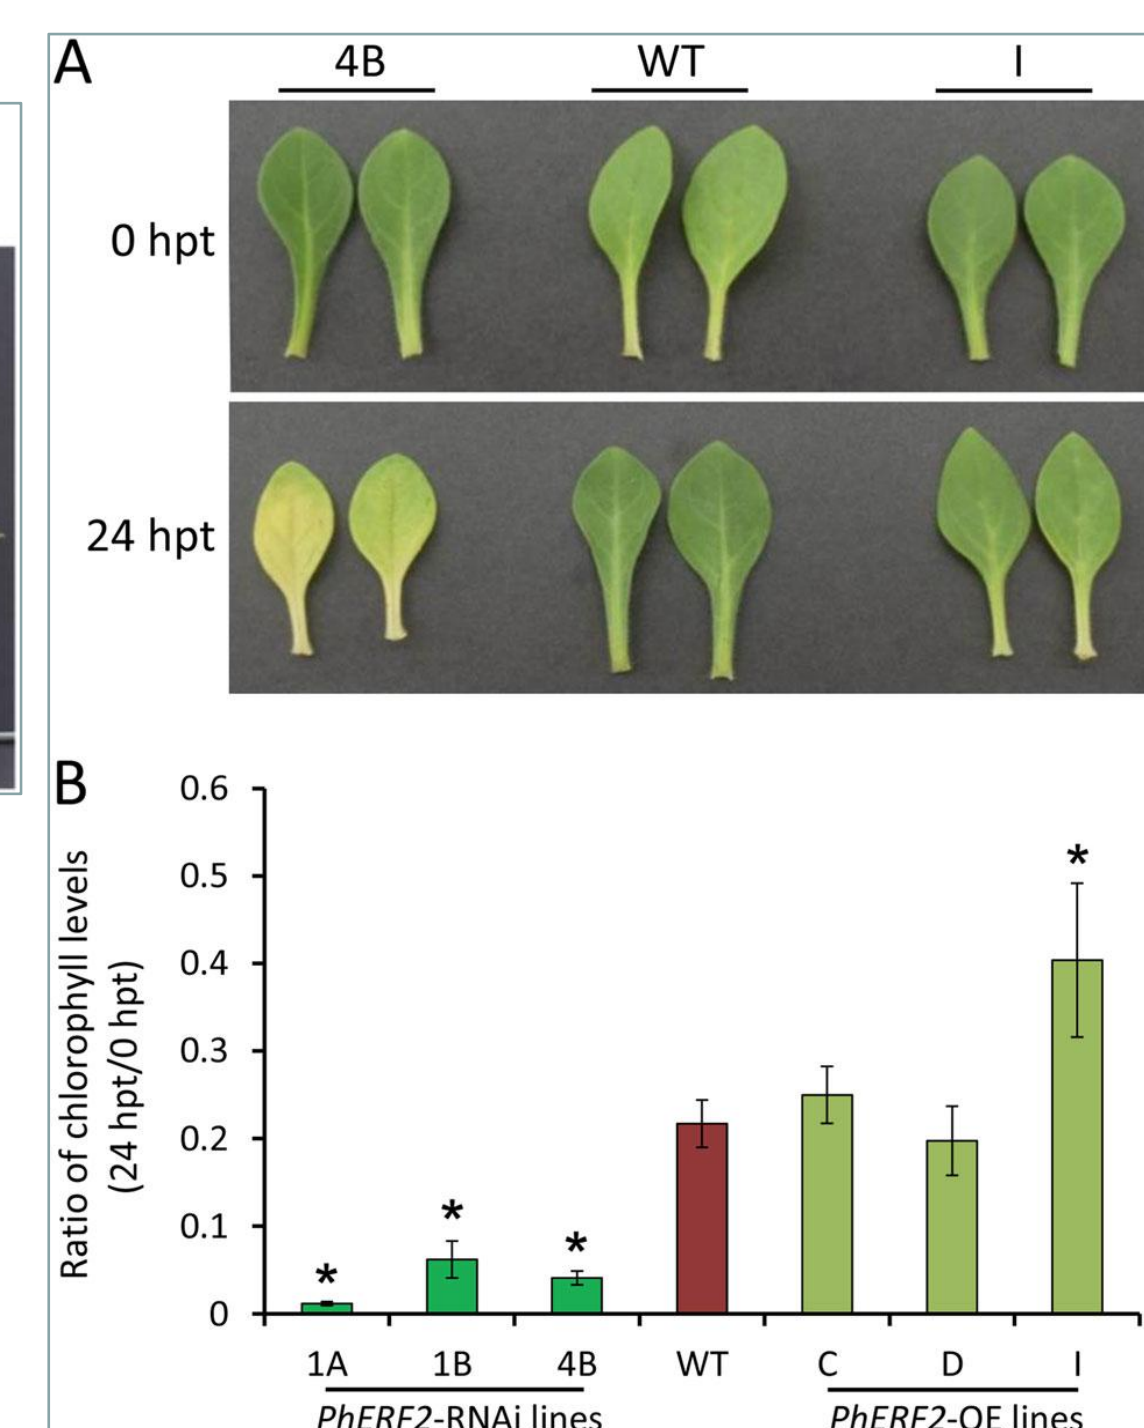 A
4B WT I
0 hpt
24 hpt
B
Ratio of chlorophyll levels
(24 hpt/0 hpt)
0.6
0.5
0.4
0.3
0.2
0.1
0
* * * *
1A 1B 4B WT C D I
PhERF2-RNAi lines PhERF2-OE lines